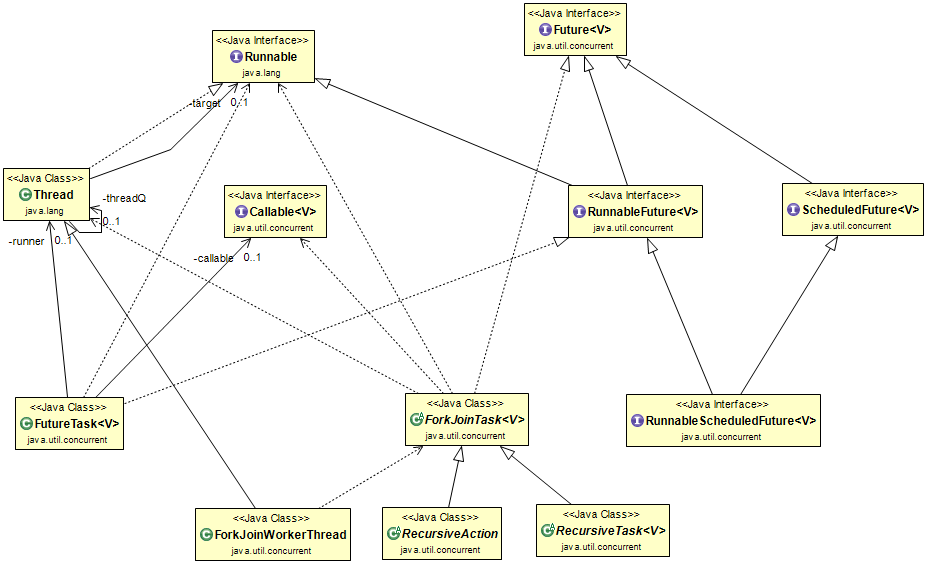 <<Java Interface>>
Future<V>
java.util.concurrent
<<Java Interface>>
Runnable
java.lang
-target 0..1
<<Java Class>>
Thread
java.lang
-threadQ
0..1
<<Java Interface>>
Callable<V>
java.util.concurrent
<<Java Interface>>
RunnableFuture<V>
java.util.concurrent
<<Java Interface>>
ScheduledFuture<V>
java.util.concurrent
-runner 0..1
-callable 0..1
<<Java Class>>
FutureTask<V>
java.util.concurrent
<<Java Class>>
ForkJoinTask<V>
java.util.concurrent
<<Java Interface>>
RunnableScheduledFuture<V>
java.util.concurrent
<<Java Class>>
ForkJoinWorkerThread
java.util.concurrent
<<Java Class>>
RecursiveAction
java.util.concurrent
<<Java Class>>
RecursiveTask<V>
java.util.concurrent